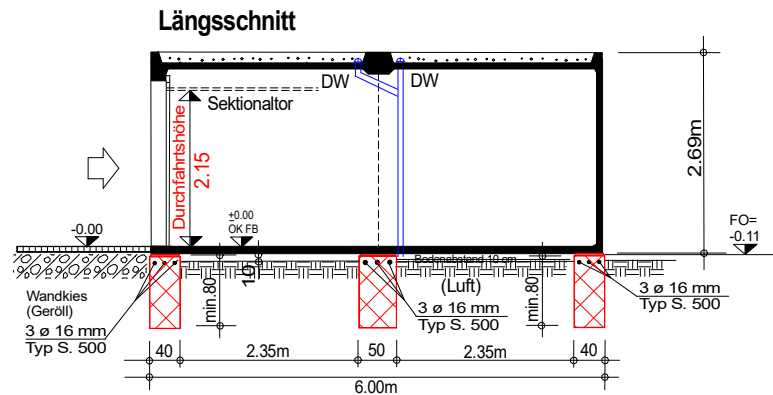 Längsschnitt
DW
DW
Sektionaltor
Durchfahrtshöhe
2.15
2.69m
-0.00
±0.00
OK FB
FO=
-0.11
Bodenabstand 10 cm
(Luft)
10
min.80
min.80
Wandkies
(Geröll)
3 ø 16 mm
Typ S. 500
3 ø 16 mm
Typ S. 500
3 ø 16 mm
Typ S. 500
40
2.35m
50
2.35m
40
6.00m